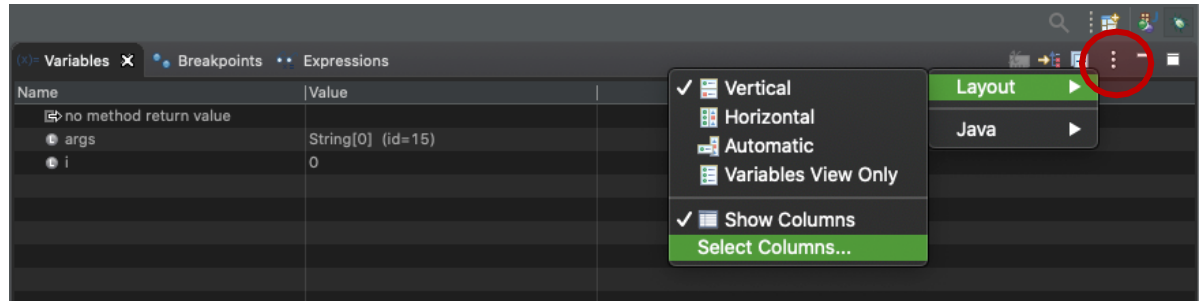 (x)= Variables Breakpoints Expressions
Name Value
no method return value
args String[0] (id=15)
i 0
Layout
Java
Vertical
Horizontal
Automatic
Variables View Only
Show Columns
Select Columns...